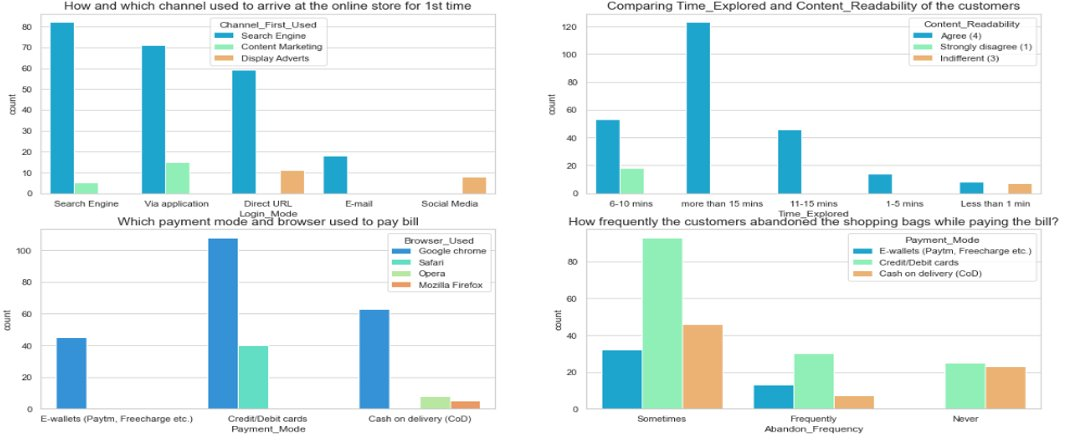 How and which channel used to arrive at the online store for 1st time
Channel_First_Used
Search Engine
Content Marketing
Display Adverts
80
70
60
50
40
30
20
10
0
count
Search Engine
Via application
Direct URL
E-mail
Social Media
Login_Mode
Comparing Time_Explored and Content_Readability of the customers
Content_Readability
Agree (4)
Strongly disagree (1)
Indifferent (3)
120
100
80
60
40
20
0
count
6-10 mins
more than 15 mins
11-15 mins
1-5 mins
Less than 1 min
Time_Explored
Which payment mode and browser used to pay bill
Browser_Used
Google chrome
Safari
Opera
Mozilla Firefox
100
80
60
40
20
0
count
E-wallets (Paytm, Freecharge etc.)
Credit/Debit cards
Cash on delivery (CoD)
Payment_Mode
How frequently the customers abandoned the shopping bags while paying the bill?
Payment_Mode
E-wallets (Paytm, Freecharge etc.)
Credit/Debit cards
Cash on delivery (CoD)
80
60
40
20
0
count
Sometimes
Frequently
Never
Abandon_Frequency